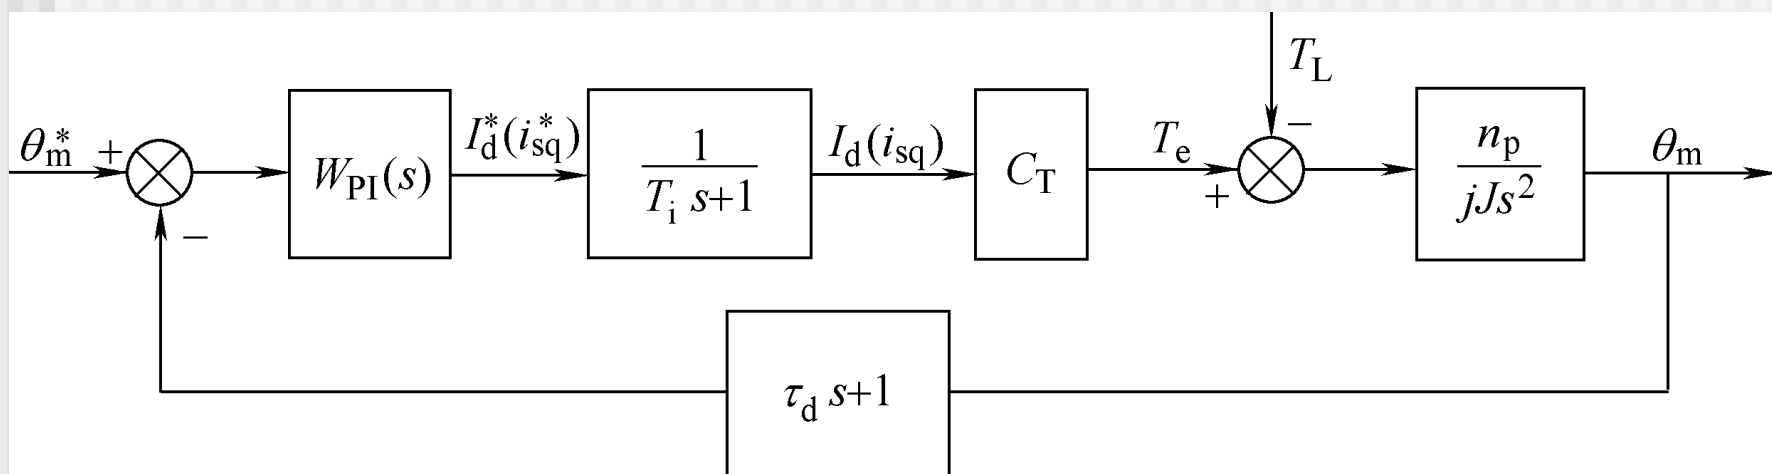 T_L
θ_m^* + W_PI(s) I_d^*(i_sq^*) 1/(T_i s+1) I_d(i_sq) C_T T_e + − n_p/(jJs^2) θ_m
−
τ_d s+1